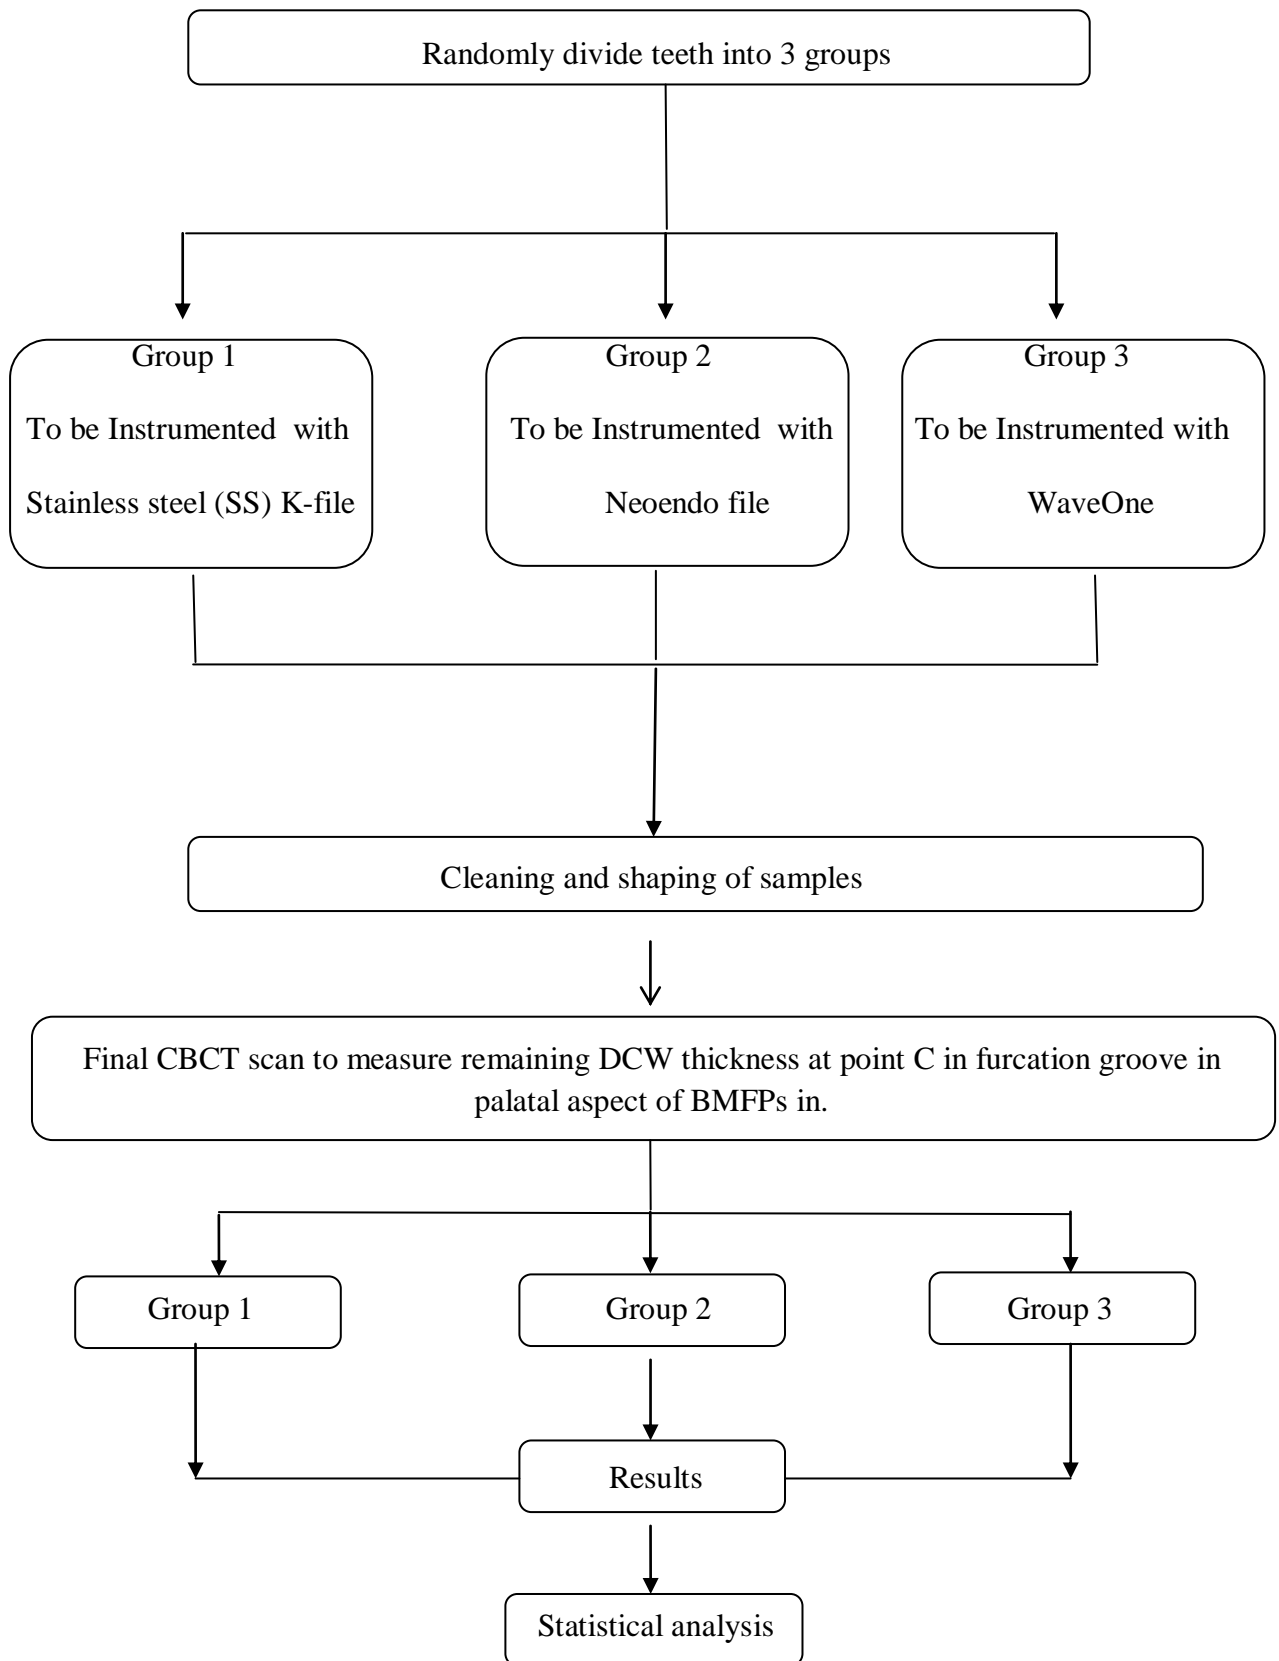 Randomly divide teeth into 3 groups
Group 1
To be Instrumented with
Stainless steel (SS) K-file
Group 2
To be Instrumented with
Neoendo file
Group 3
To be Instrumented with
WaveOne
Cleaning and shaping of samples
Final CBCT scan to measure remaining DCW thickness at point C in furcation groove in
palatal aspect of BMFPs in.
Group 1
Group 2
Group 3
Results
Statistical analysis